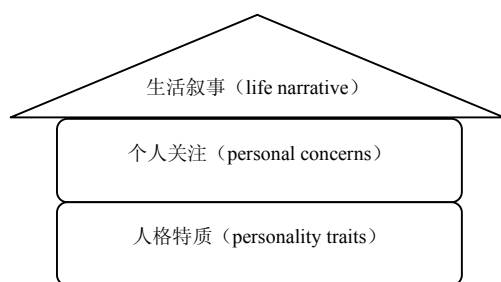 生活叙事（life narrative）
个人关注（personal concerns）
人格特质（personality traits）